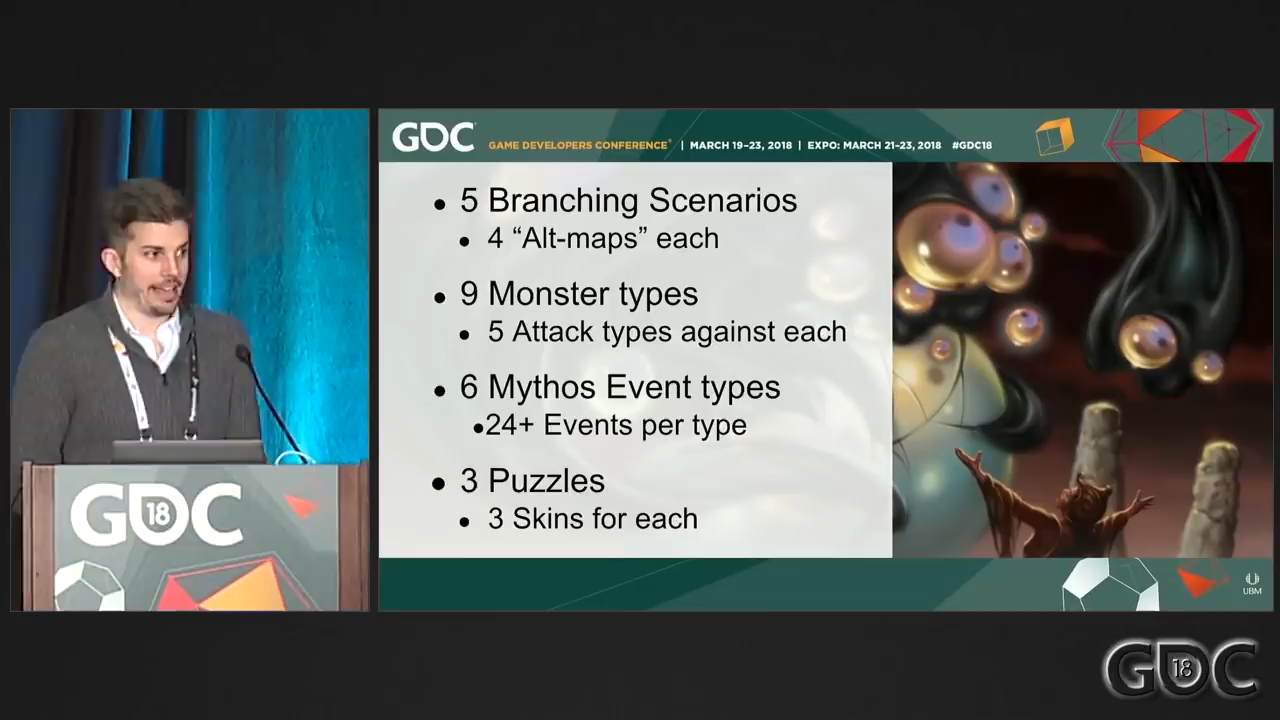 GDC
GAME DEVELOPERS CONFERENCE® | MARCH 19–23, 2018 | EXPO: MARCH 21–23, 2018 #GDC18
• 5 Branching Scenarios
• 4 “Alt-maps” each
• 9 Monster types
• 5 Attack types against each
• 6 Mythos Event types
•24+ Events per type
• 3 Puzzles
• 3 Skins for each
GDC
18
UBM
GDC
18